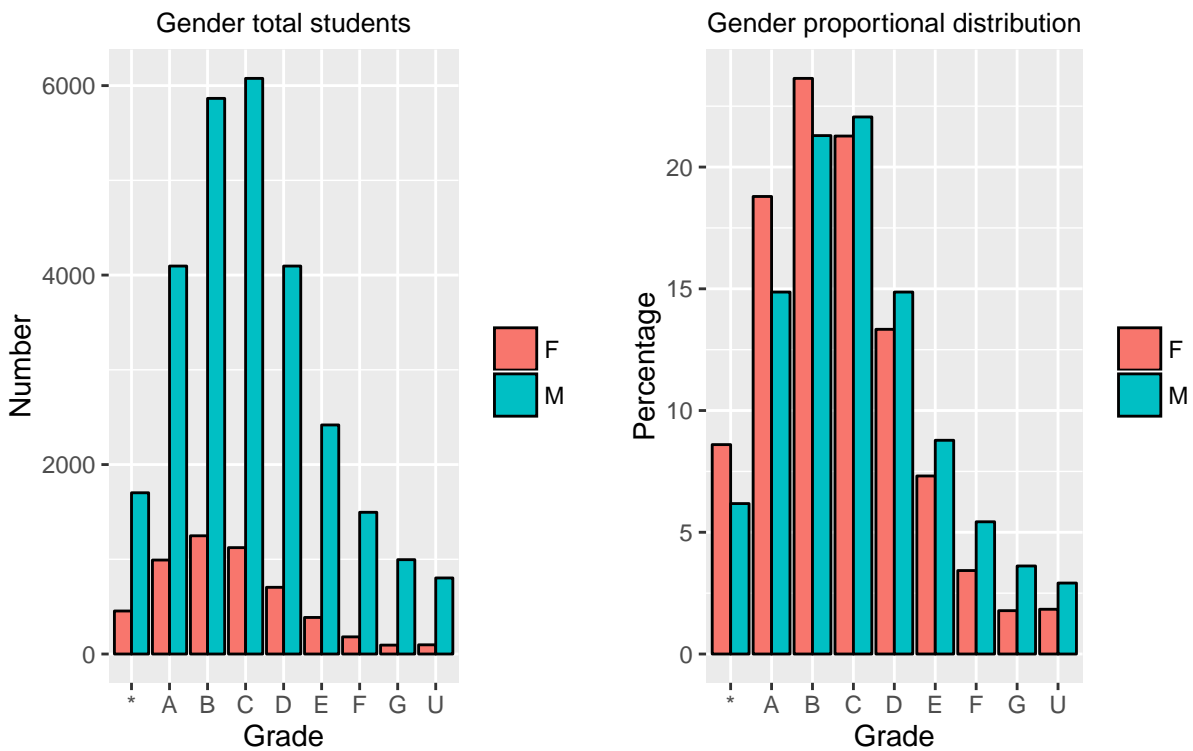 Gender total students
Number
6000
4000
2000
0
* A B C D E F G U
Grade
F
M
Gender proportional distribution
Percentage
20
15
10
5
0
* A B C D E F G U
Grade
F
M